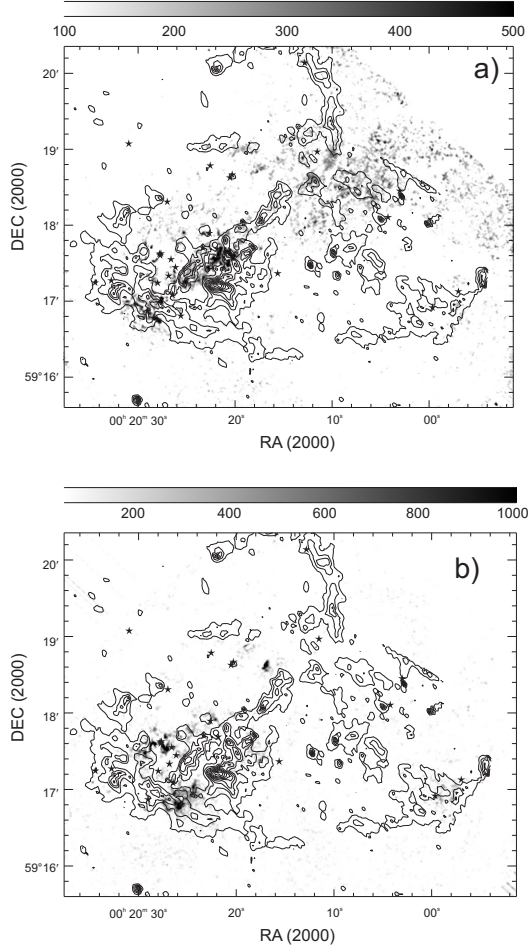 100 200 300 400 500
a)
20′
19′
18′
17′
59° 16′
DEC (2000)
00ʰ 20ᵐ 30ˢ 20ˢ 10ˢ 00ˢ
RA (2000)
200 400 600 800 1000
b)
20′
19′
18′
17′
59° 16′
DEC (2000)
00ʰ 20ᵐ 30ˢ 20ˢ 10ˢ 00ˢ
RA (2000)